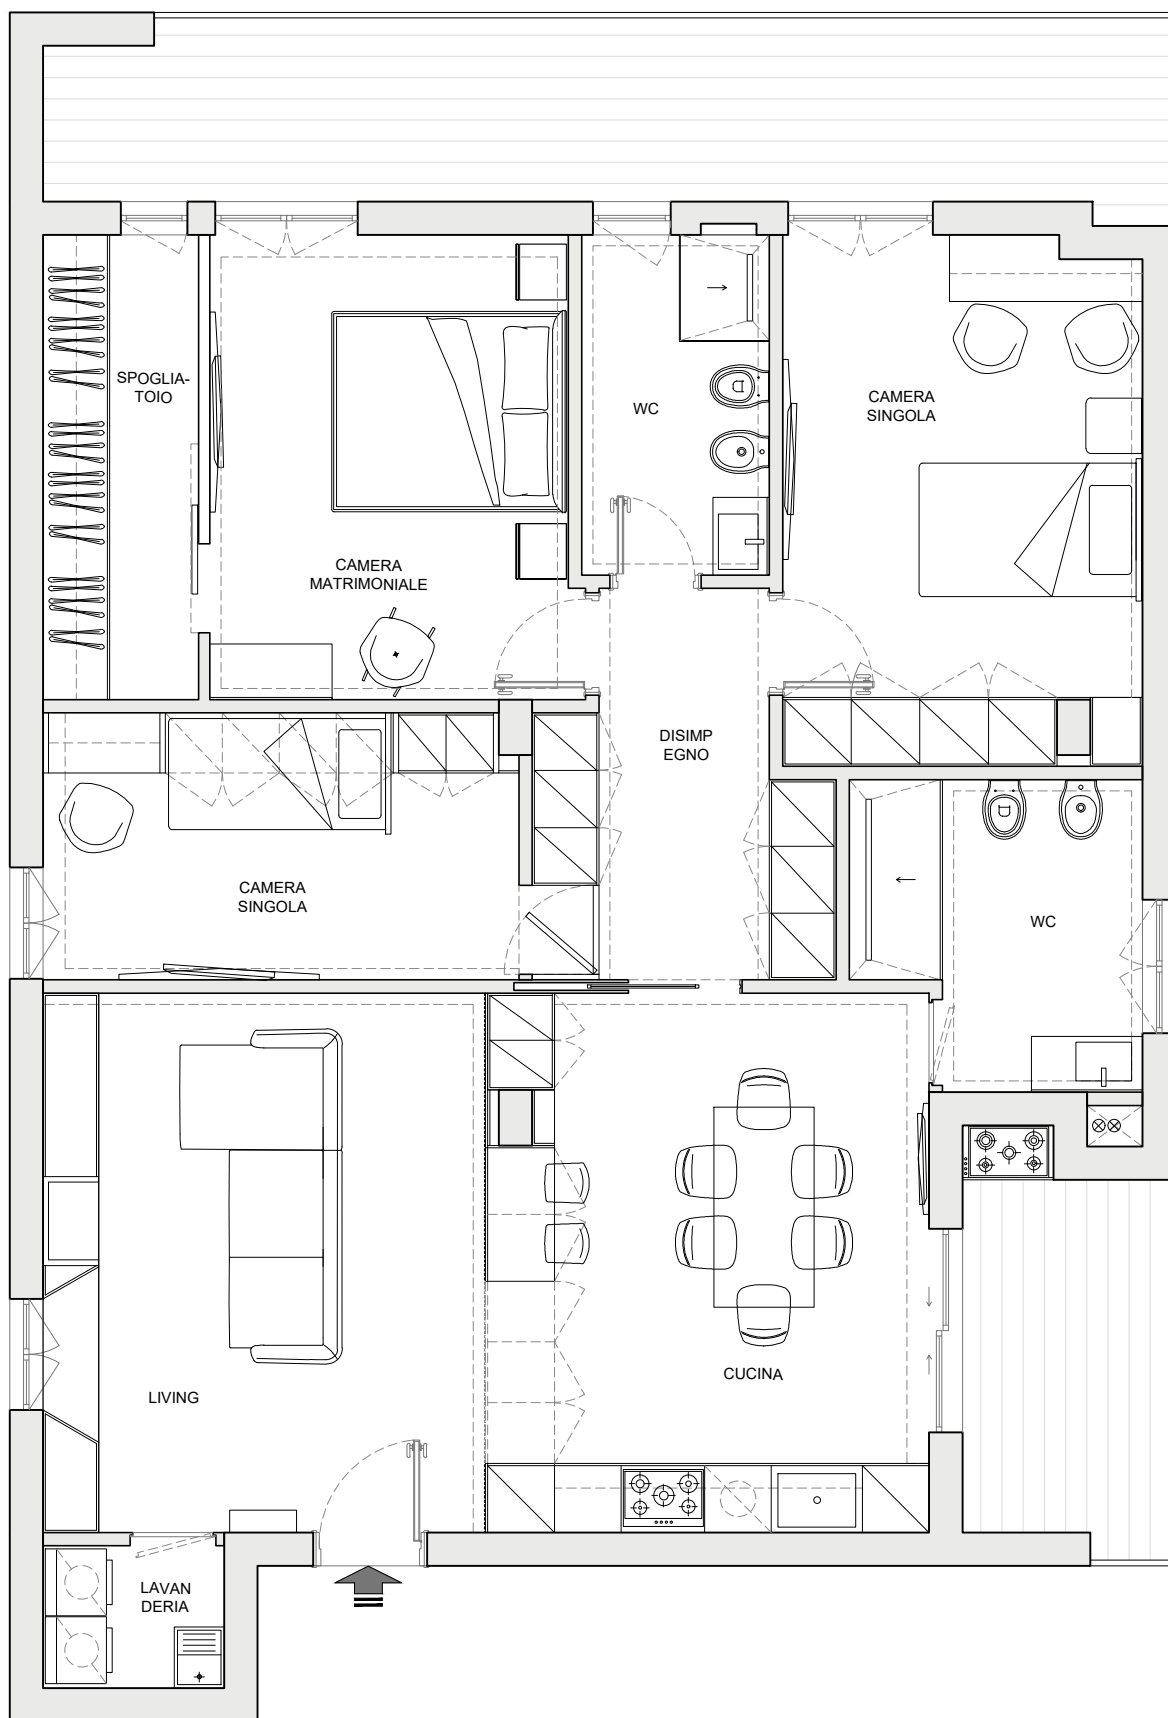 SPOGLIA-
TOIO
WC
CAMERA
SINGOLA
CAMERA
MATRIMONIALE
DISIMP
EGNO
CAMERA
SINGOLA
WC
CUCINA
LIVING
LAVAN
DERIA